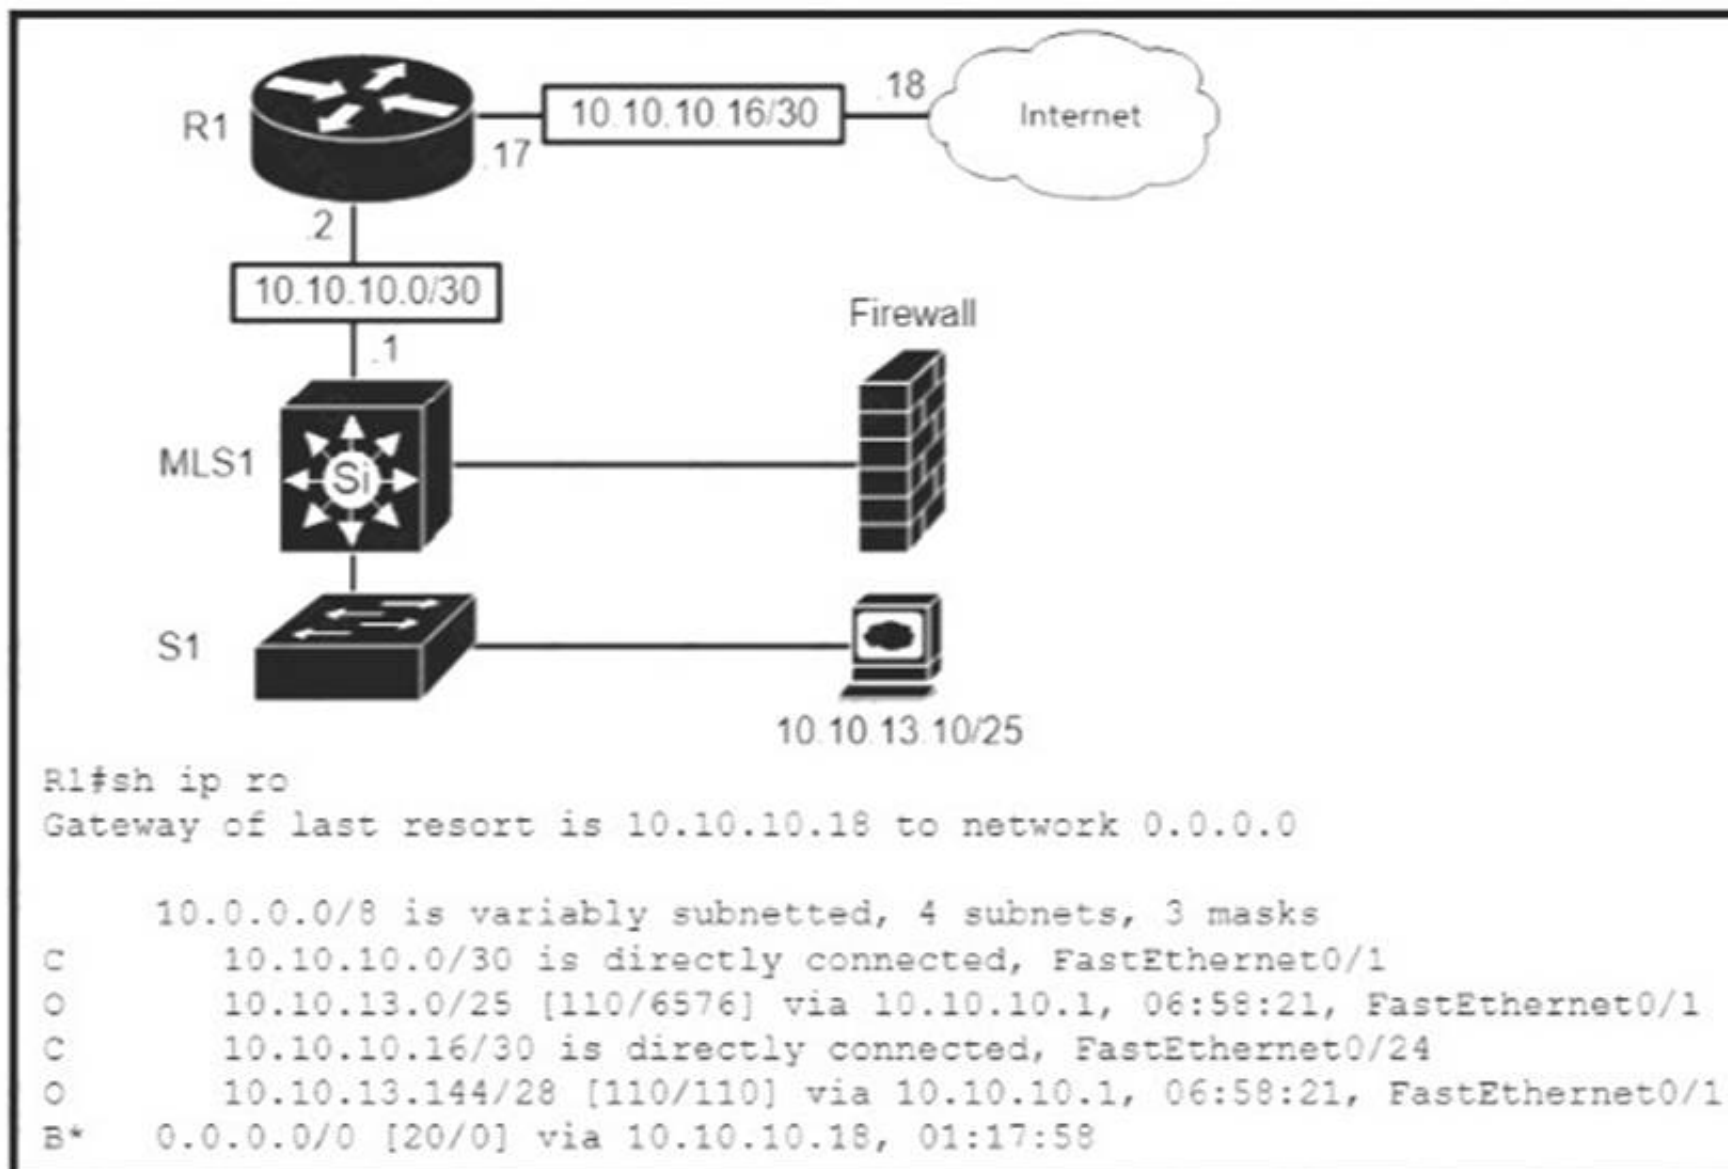 R1
.17
10.10.10.16/30
.18
Internet
.2
10.10.10.0/30
.1
Firewall
MLS1
Si
S1
10.10.13.10/25
R1#sh ip ro
Gateway of last resort is 10.10.10.18 to network 0.0.0.0
10.0.0.0/8 is variably subnetted, 4 subnets, 3 masks
C 10.10.10.0/30 is directly connected, FastEthernet0/1
O 10.10.13.0/25 [110/6576] via 10.10.10.1, 06:58:21, FastEthernet0/1
C 10.10.10.16/30 is directly connected, FastEthernet0/24
O 10.10.13.144/28 [110/110] via 10.10.10.1, 06:58:21, FastEthernet0/1
B* 0.0.0.0/0 [20/0] via 10.10.10.18, 01:17:58